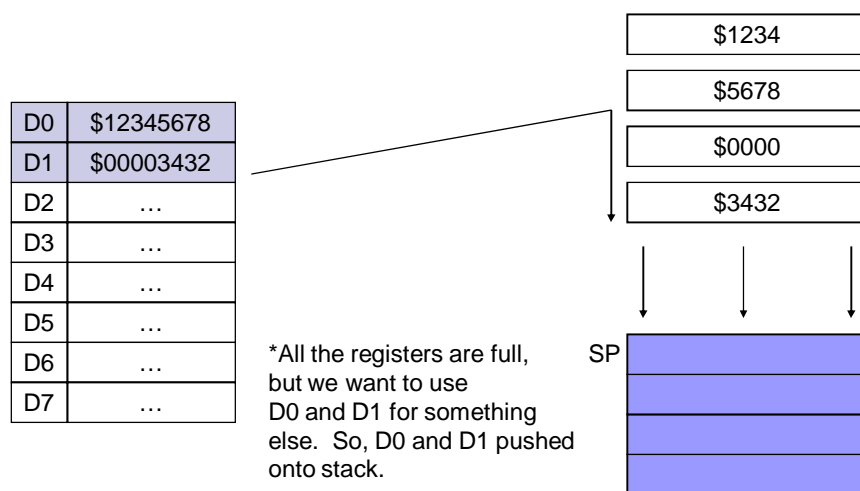 $1234
$5678
$0000
$3432
D0 $12345678
D1 $00003432
D2 …
D3 …
D4 …
D5 …
D6 …
D7 …
*All the registers are full,
but we want to use
D0 and D1 for something
else. So, D0 and D1 pushed
onto stack.
SP